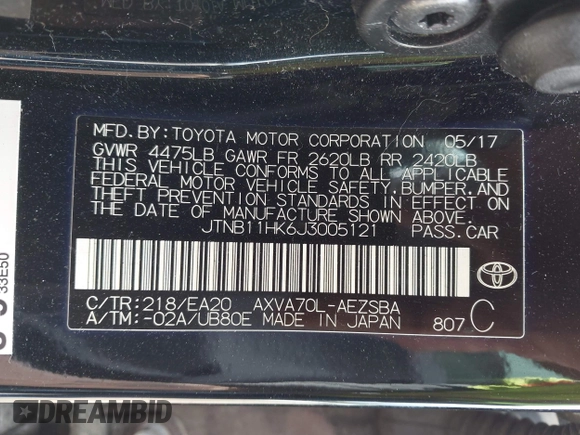 MFD. BY: TOYOTA MOTOR CORPORATION 05/17
GVWR 4475LB GAWR FR 2620LB RR 2420LB
THIS VEHICLE CONFORMS TO ALL APPLICABLE
FEDERAL MOTOR VEHICLE SAFETY, BUMPER, AND
THEFT PREVENTION STANDARDS IN EFFECT ON
THE DATE OF MANUFACTURE SHOWN ABOVE.
JTNB11HK6J3005121 PASS.CAR
C/TR:218/EA20 AXVA70L-AEZSBA
A/TM:-02A/UB80E MADE IN JAPAN 807 C
33E50
DREAMBID